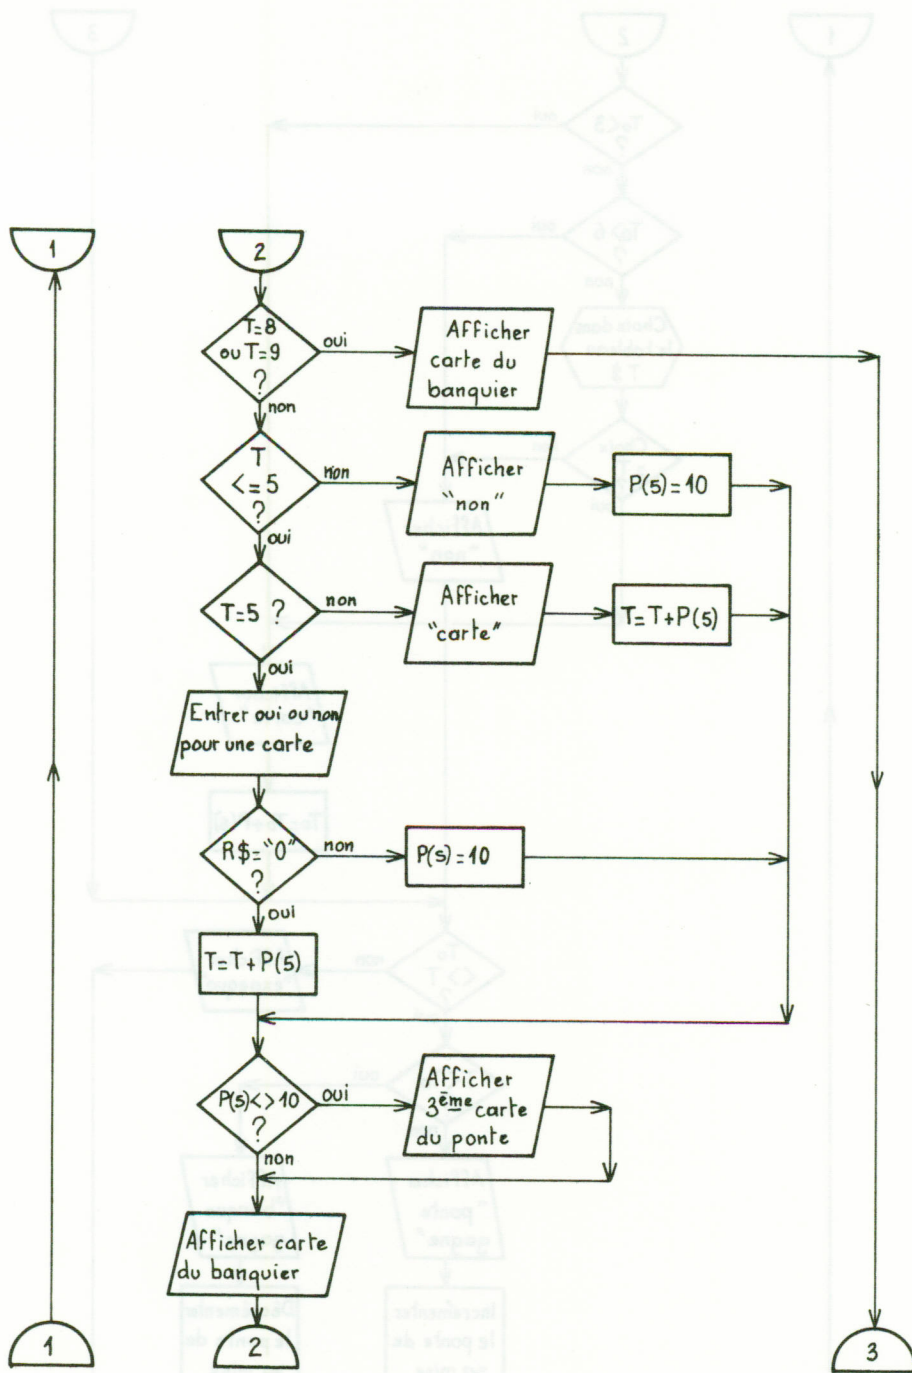 1
2
T=8
ou T=9
?
oui
Afficher
carte du
banquier
non
T
<=5
?
non
Afficher
"non"
P(5)=10
oui
T=5 ?
non
Afficher
"carte"
T=T+P(5)
oui
Entrer oui ou non
pour une carte
R$="O"
?
non
P(5)=10
oui
T=T+P(5)
P(5)<>10
?
oui
Afficher
3ème carte
du ponte
non
Afficher carte
du banquier
1
2
3